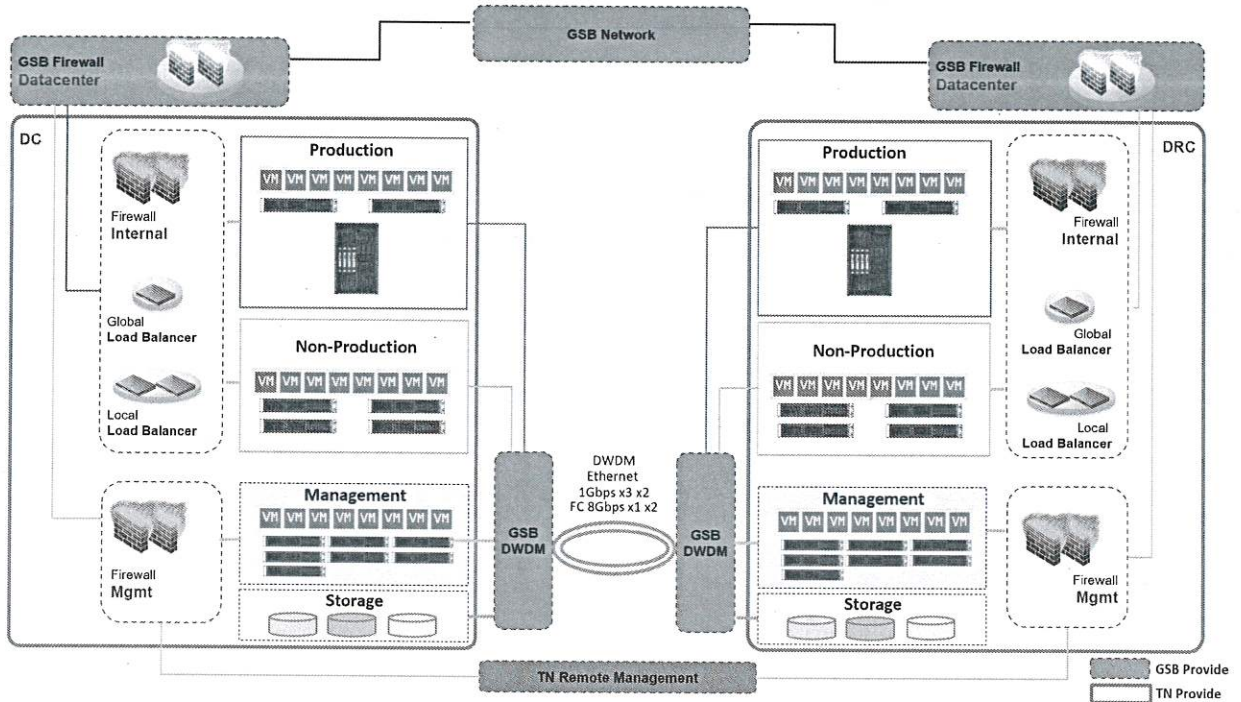 GSB Network
GSB Firewall
Datacenter
GSB Firewall
Datacenter
DC
Firewall
Internal
Global
Load Balancer
Local
Load Balancer
Firewall
Mgmt
Production
VM VM VM VM VM VM VM VM
Non-Production
VM VM VM VM VM VM VM VM
Management
VM VM VM VM VM VM VM VM
Storage
GSB
DWDM
DWDM
Ethernet
1Gbps x3 x2
FC 8Gbps x1 x2
GSB
DWDM
DRC
Production
VM VM VM VM VM VM VM VM
Non-Production
VM VM VM VM VM VM VM VM
Management
VM VM VM VM VM VM VM VM
Storage
Firewall
Internal
Global
Load Balancer
Local
Load Balancer
Firewall
Mgmt
TN Remote Management
GSB Provide
TN Provide